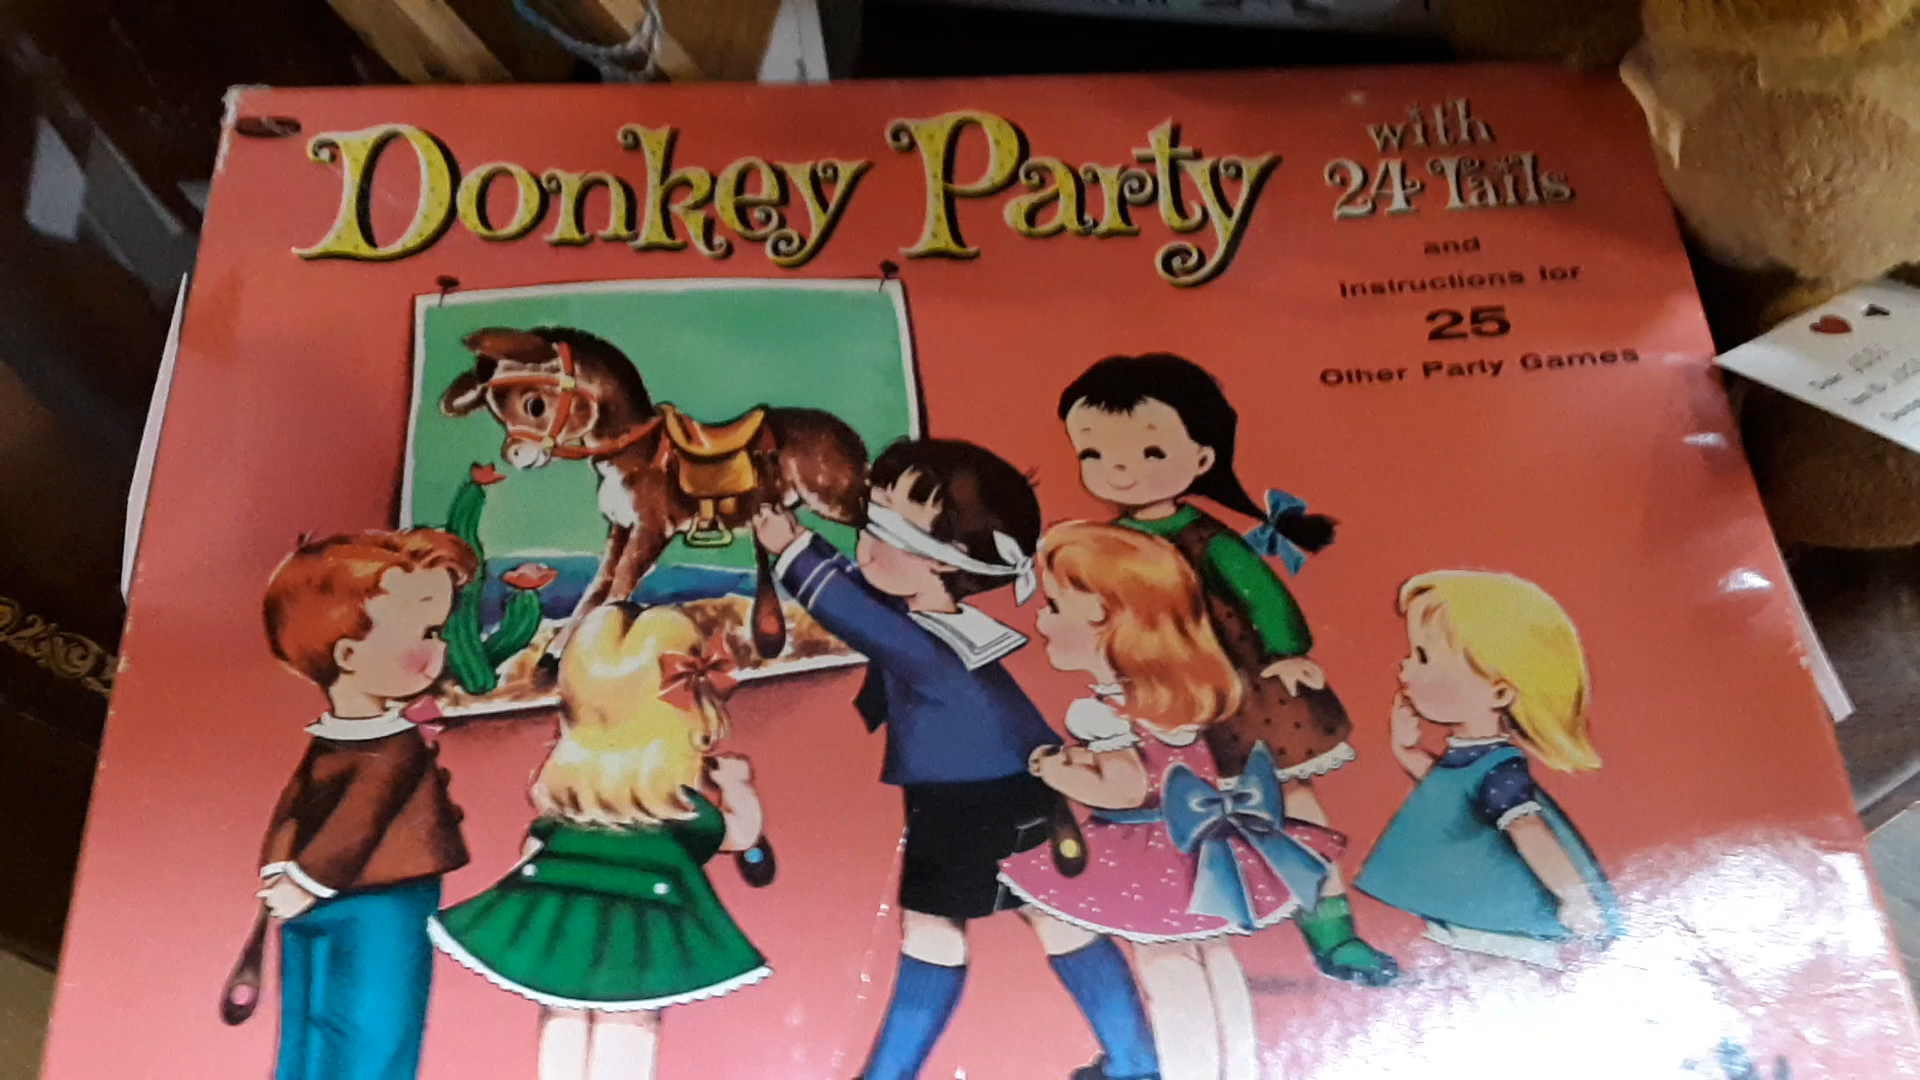 Donkey Party
with
24 Tails
and
Instructions for
25
Other Party Games